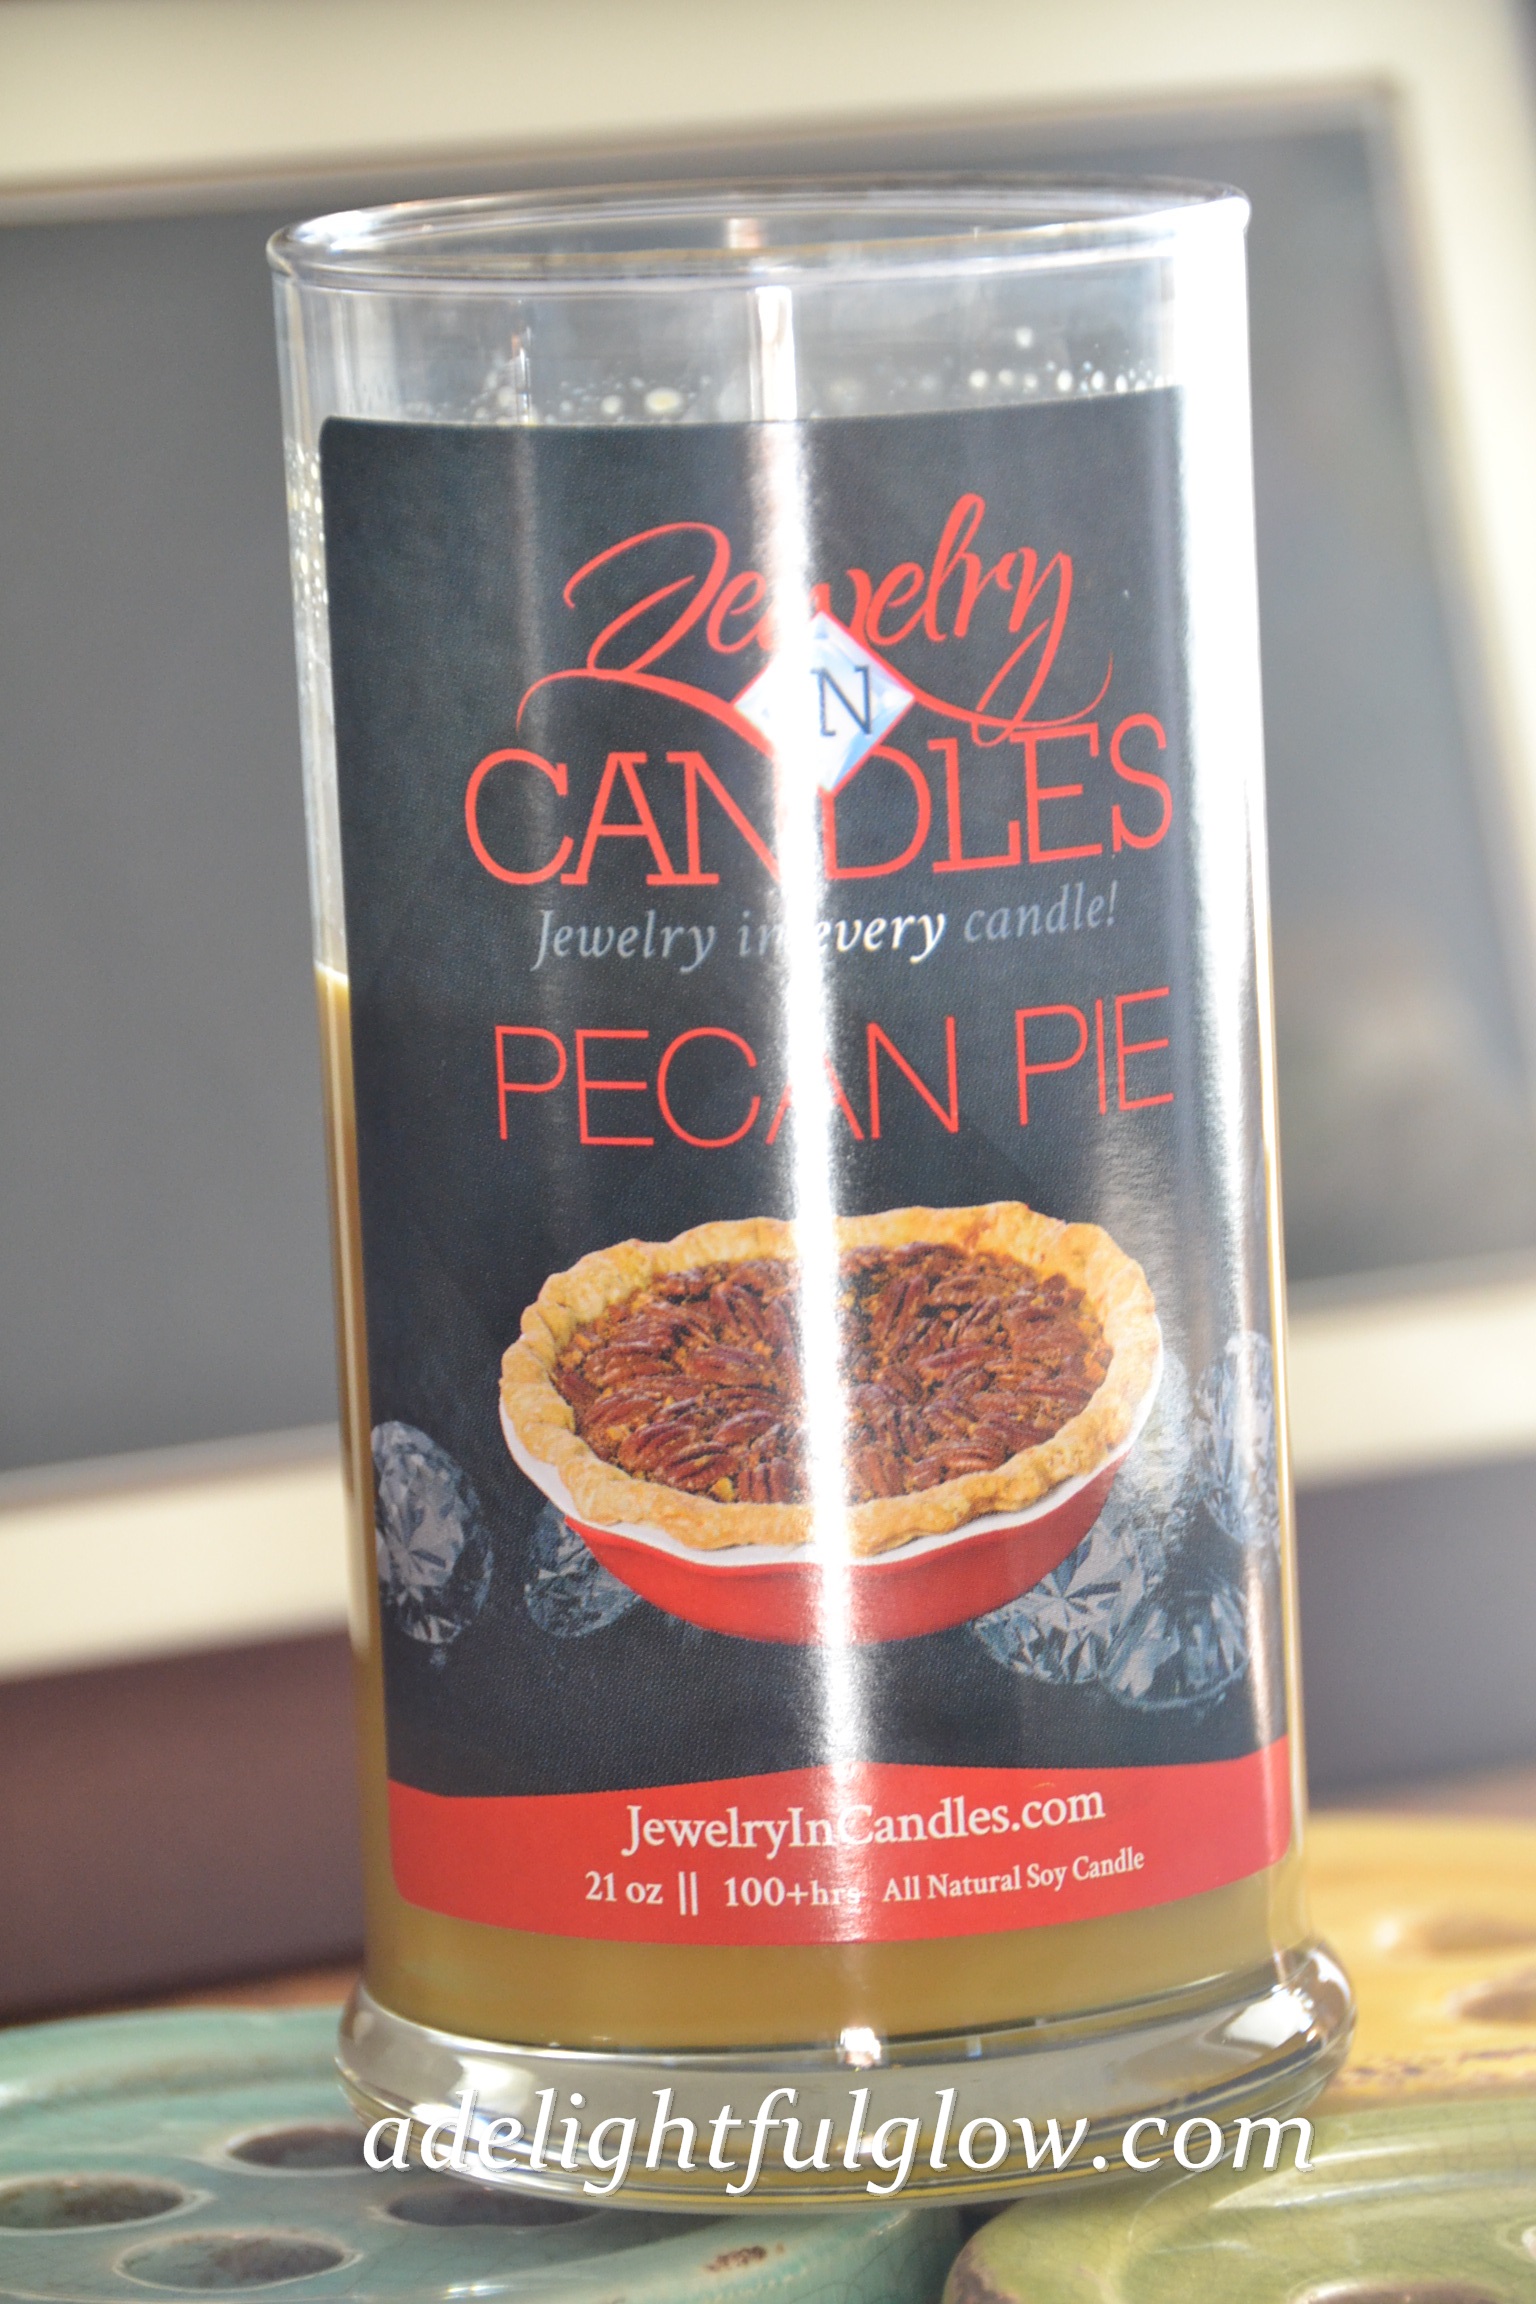 Jewelry
IN
CANDLES
Jewelry in every candle!
PECAN PIE
JewelryInCandles.com
21 oz || 100+hrs All Natural Soy Candle
adelightfulglow.com